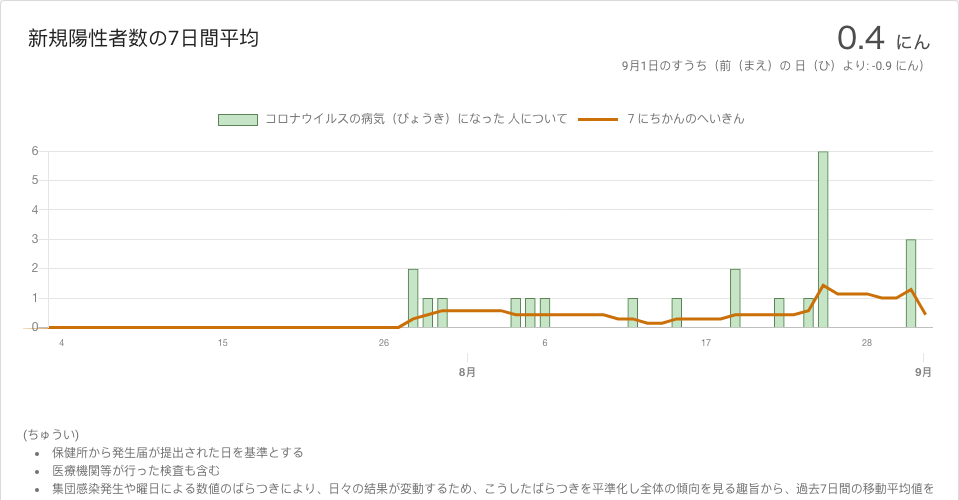 新規陽性者数の7日間平均
0.4 にん
9月1日のすうち（前（まえ）の 日（ひ）より: -0.9 にん）
コロナウイルスの病気（びょうき）になった 人について
7 にちかんのへいきん
6
5
4
3
2
1
0
4 15 26 6 17 28
8月 9月
(ちゅうい)
• 保健所から発生届が提出された日を基準とする
• 医療機関等が行った検査も含む
• 集団感染発生や曜日による数値のばらつきにより、日々の結果が変動するため、こうしたばらつきを平準化し全体の傾向を見る趣旨から、過去7日間の移動平均値を